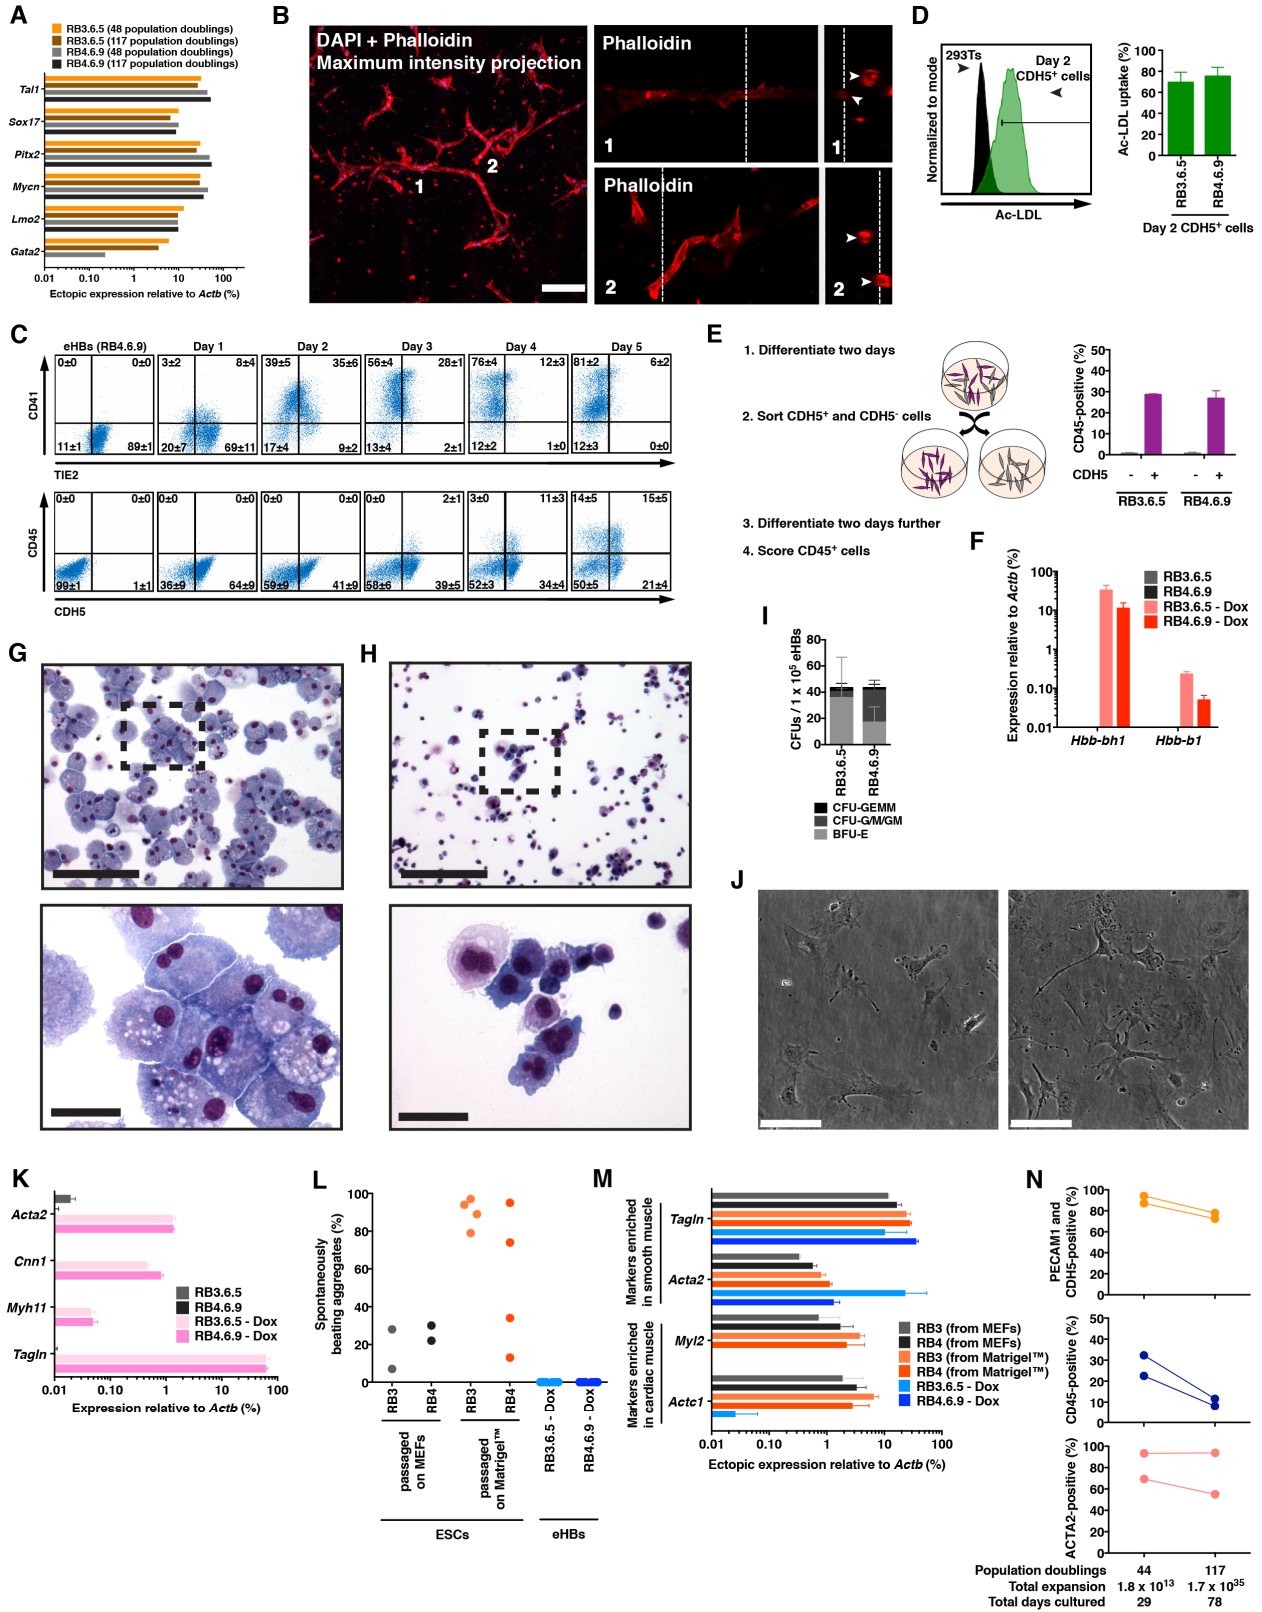 A
RB3.6.5 (48 population doublings)
RB3.6.5 (117 population doublings)
RB4.6.9 (48 population doublings)
RB4.6.9 (117 population doublings)
Tal1
Sox17
Pitx2
Mycn
Lmo2
Gata2
0.01 0.10 1 10 100
Ectopic expression relative to Actb (%)
B
DAPI + Phalloidin
Maximum intensity projection
1
2
Phalloidin
1
1
Phalloidin
2
2
C
eHBs (RB4.6.9) Day 1 Day 2 Day 3 Day 4 Day 5
CD41
0±0 0±0 3±2 8±4 39±5 35±6 56±4 28±1 76±4 12±3 81±2 6±2
11±1 89±1 20±7 69±11 17±4 9±2 13±4 2±1 12±2 1±0 12±3 0±0
TIE2
CD45
0±0 0±0 0±0 0±0 0±0 0±0 0±0 2±1 3±0 11±3 14±5 15±5
99±1 1±1 36±9 64±9 59±9 41±9 58±6 39±5 52±3 34±4 50±5 21±4
CDH5
D
Normalized to mode
293Ts
Day 2
CDH5+ cells
Ac-LDL
Ac-LDL uptake (%)
100
80
60
40
20
0
RB3.6.5
RB4.6.9
Day 2 CDH5+ cells
E
1. Differentiate two days
2. Sort CDH5+ and CDH5- cells
3. Differentiate two days further
4. Score CD45+ cells
CD45-positive (%)
50
40
30
20
10
0
CDH5 - + - +
RB3.6.5 RB4.6.9
F
Expression relative to Actb (%)
100
10
1
0.10
0.01
RB3.6.5
RB4.6.9
RB3.6.5 - Dox
RB4.6.9 - Dox
Hbb-bh1 Hbb-b1
G
H
I
CFUs / 1 x 10⁵ eHBs
80
60
40
20
0
RB3.6.5
RB4.6.9
CFU-GEMM
CFU-G/M/GM
BFU-E
J
K
Acta2
Cnn1
Myh11
Tagln
RB3.6.5
RB4.6.9
RB3.6.5 - Dox
RB4.6.9 - Dox
0.01 0.1 1 10 100
Expression relative to Actb (%)
L
Spontaneously
beating aggregates (%)
100
80
60
40
20
0
RB3
RB4
RB3
RB4
RB3.6.5 - Dox
RB4.6.9 - Dox
passaged
on MEFs
passaged
on Matrigel™
ESCs eHBs
M
Markers enriched
in smooth muscle
Markers enriched
in cardiac muscle
Tagln
Acta2
Myl2
Actc1
RB3 (from MEFs)
RB4 (from MEFs)
RB3 (from Matrigel™)
RB4 (from Matrigel™)
RB3.6.5 - Dox
RB4.6.9 - Dox
0.01 0.10 1 10 100
Ectopic expression relative to Actb (%)
N
PECAM1 and
CDH5-positive (%)
100
80
60
40
20
0
CD45-positive (%)
50
40
30
20
10
0
ACTA2-positive (%)
100
80
60
40
20
0
Population doublings 44 117
Total expansion 1.8 x 10¹³ 1.7 x 10³⁵
Total days cultured 29 78